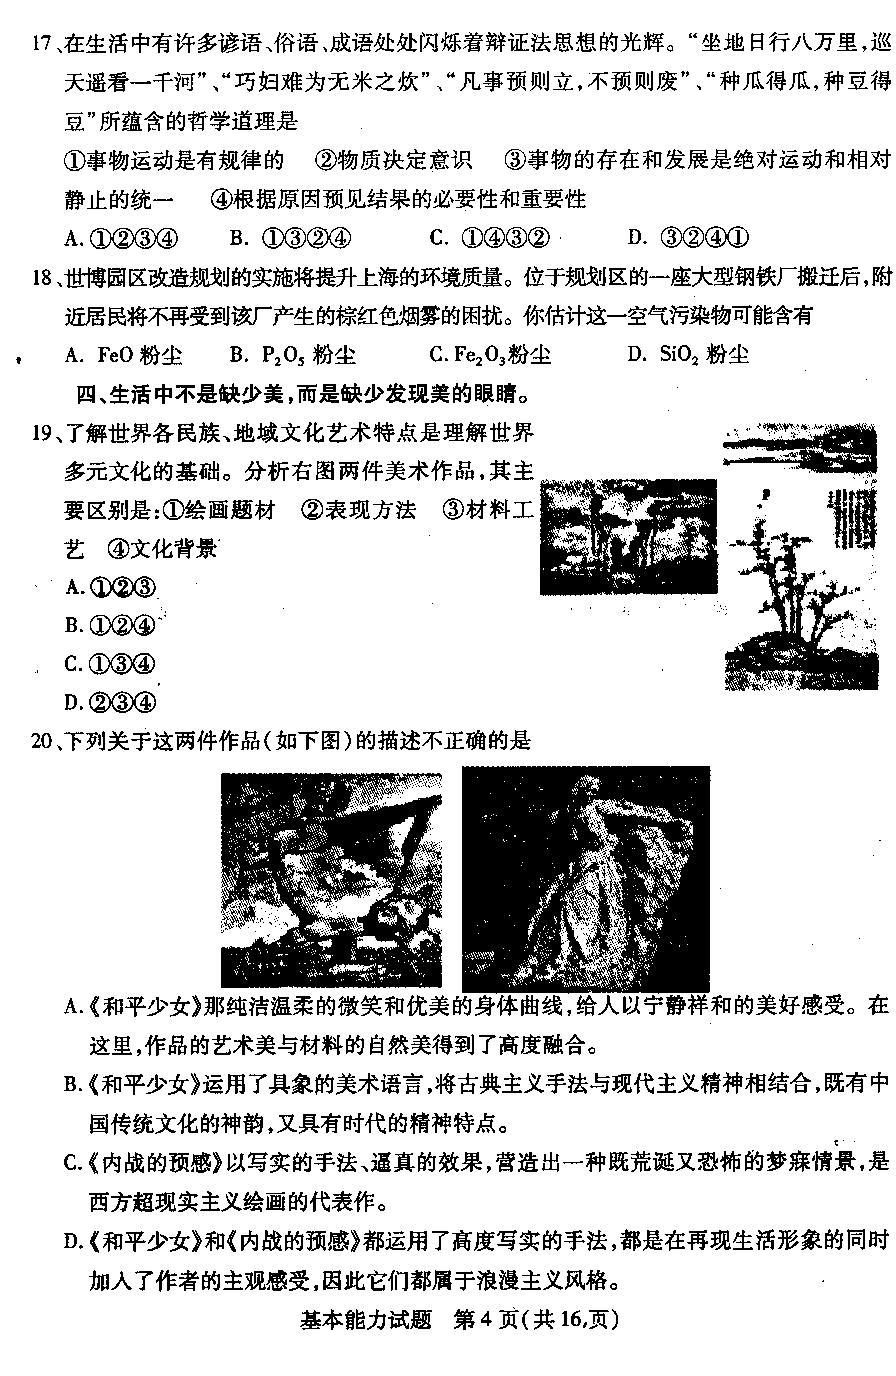 17、在生活中有许多谚语、俗语、成语处处闪烁着辩证法思想的光辉。“坐地日行八万里,巡
天遥看一千河”、“巧妇难为无米之炊”、“凡事预则立,不预则废”、“种瓜得瓜,种豆得
豆”所蕴含的哲学道理是
①事物运动是有规律的 ②物质决定意识 ③事物的存在和发展是绝对运动和相对
静止的统一 ④根据原因预见结果的必要性和重要性
A. ①②③④ B. ①③②④ C. ①④③② D. ③②④①
18、世博园区改造规划的实施将提升上海的环境质量。位于规划区的一座大型钢铁厂搬迁后,附
近居民将不再受到该厂产生的棕红色烟雾的困扰。你估计这一空气污染物可能含有
A. FeO 粉尘 B. P₂O₅ 粉尘 C. Fe₂O₃粉尘 D. SiO₂ 粉尘
四、生活中不是缺少美,而是缺少发现美的眼睛。
19、了解世界各民族、地域文化艺术特点是理解世界
多元文化的基础。分析右图两件美术作品,其主
要区别是:①绘画题材 ②表现方法 ③材料工
艺 ④文化背景
A. ①②③
B. ①②④
C. ①③④
D. ②③④
20、下列关于这两件作品(如下图)的描述不正确的是
A.《和平少女》那纯洁温柔的微笑和优美的身体曲线,给人以宁静祥和的美好感受。在
这里,作品的艺术美与材料的自然美得到了高度融合。
B.《和平少女》运用了具象的美术语言,将古典主义手法与现代主义精神相结合,既有中
国传统文化的神韵,又具有时代的精神特点。
C.《内战的预感》以写实的手法、逼真的效果,营造出一种既荒诞又恐怖的梦寐情景,是
西方超现实主义绘画的代表作。
D.《和平少女》和《内战的预感》都运用了高度写实的手法,都是在再现生活形象的同时
加入了作者的主观感受,因此它们都属于浪漫主义风格。
基本能力试题 第4页(共16页)